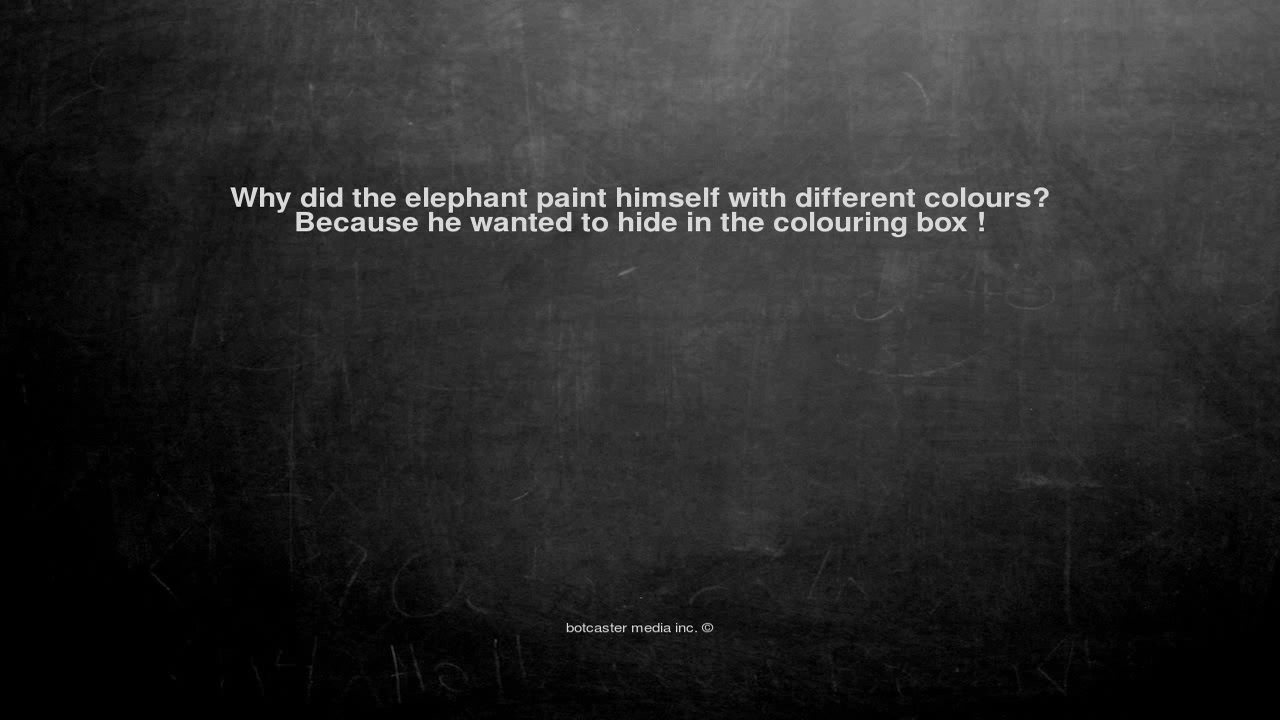 Why did the elephant paint himself with different colours?
Because he wanted to hide in the colouring box !
botcaster media inc. ©